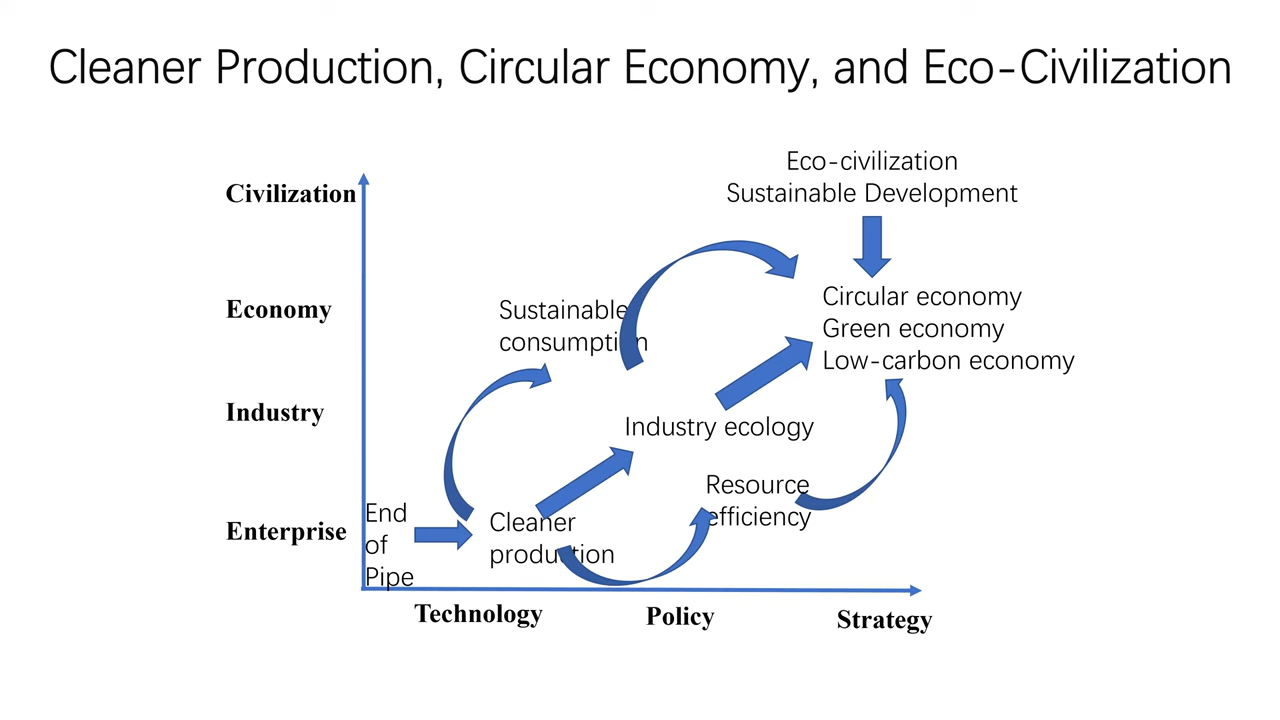 Cleaner Production, Circular Economy, and Eco-Civilization
Eco-civilization
Sustainable Development
Civilization
Economy
Industry
Enterprise
Sustainable
consumption
Circular economy
Green economy
Low-carbon economy
Industry ecology
Resource
efficiency
End
of
Pipe
Cleaner
production
Technology
Policy
Strategy